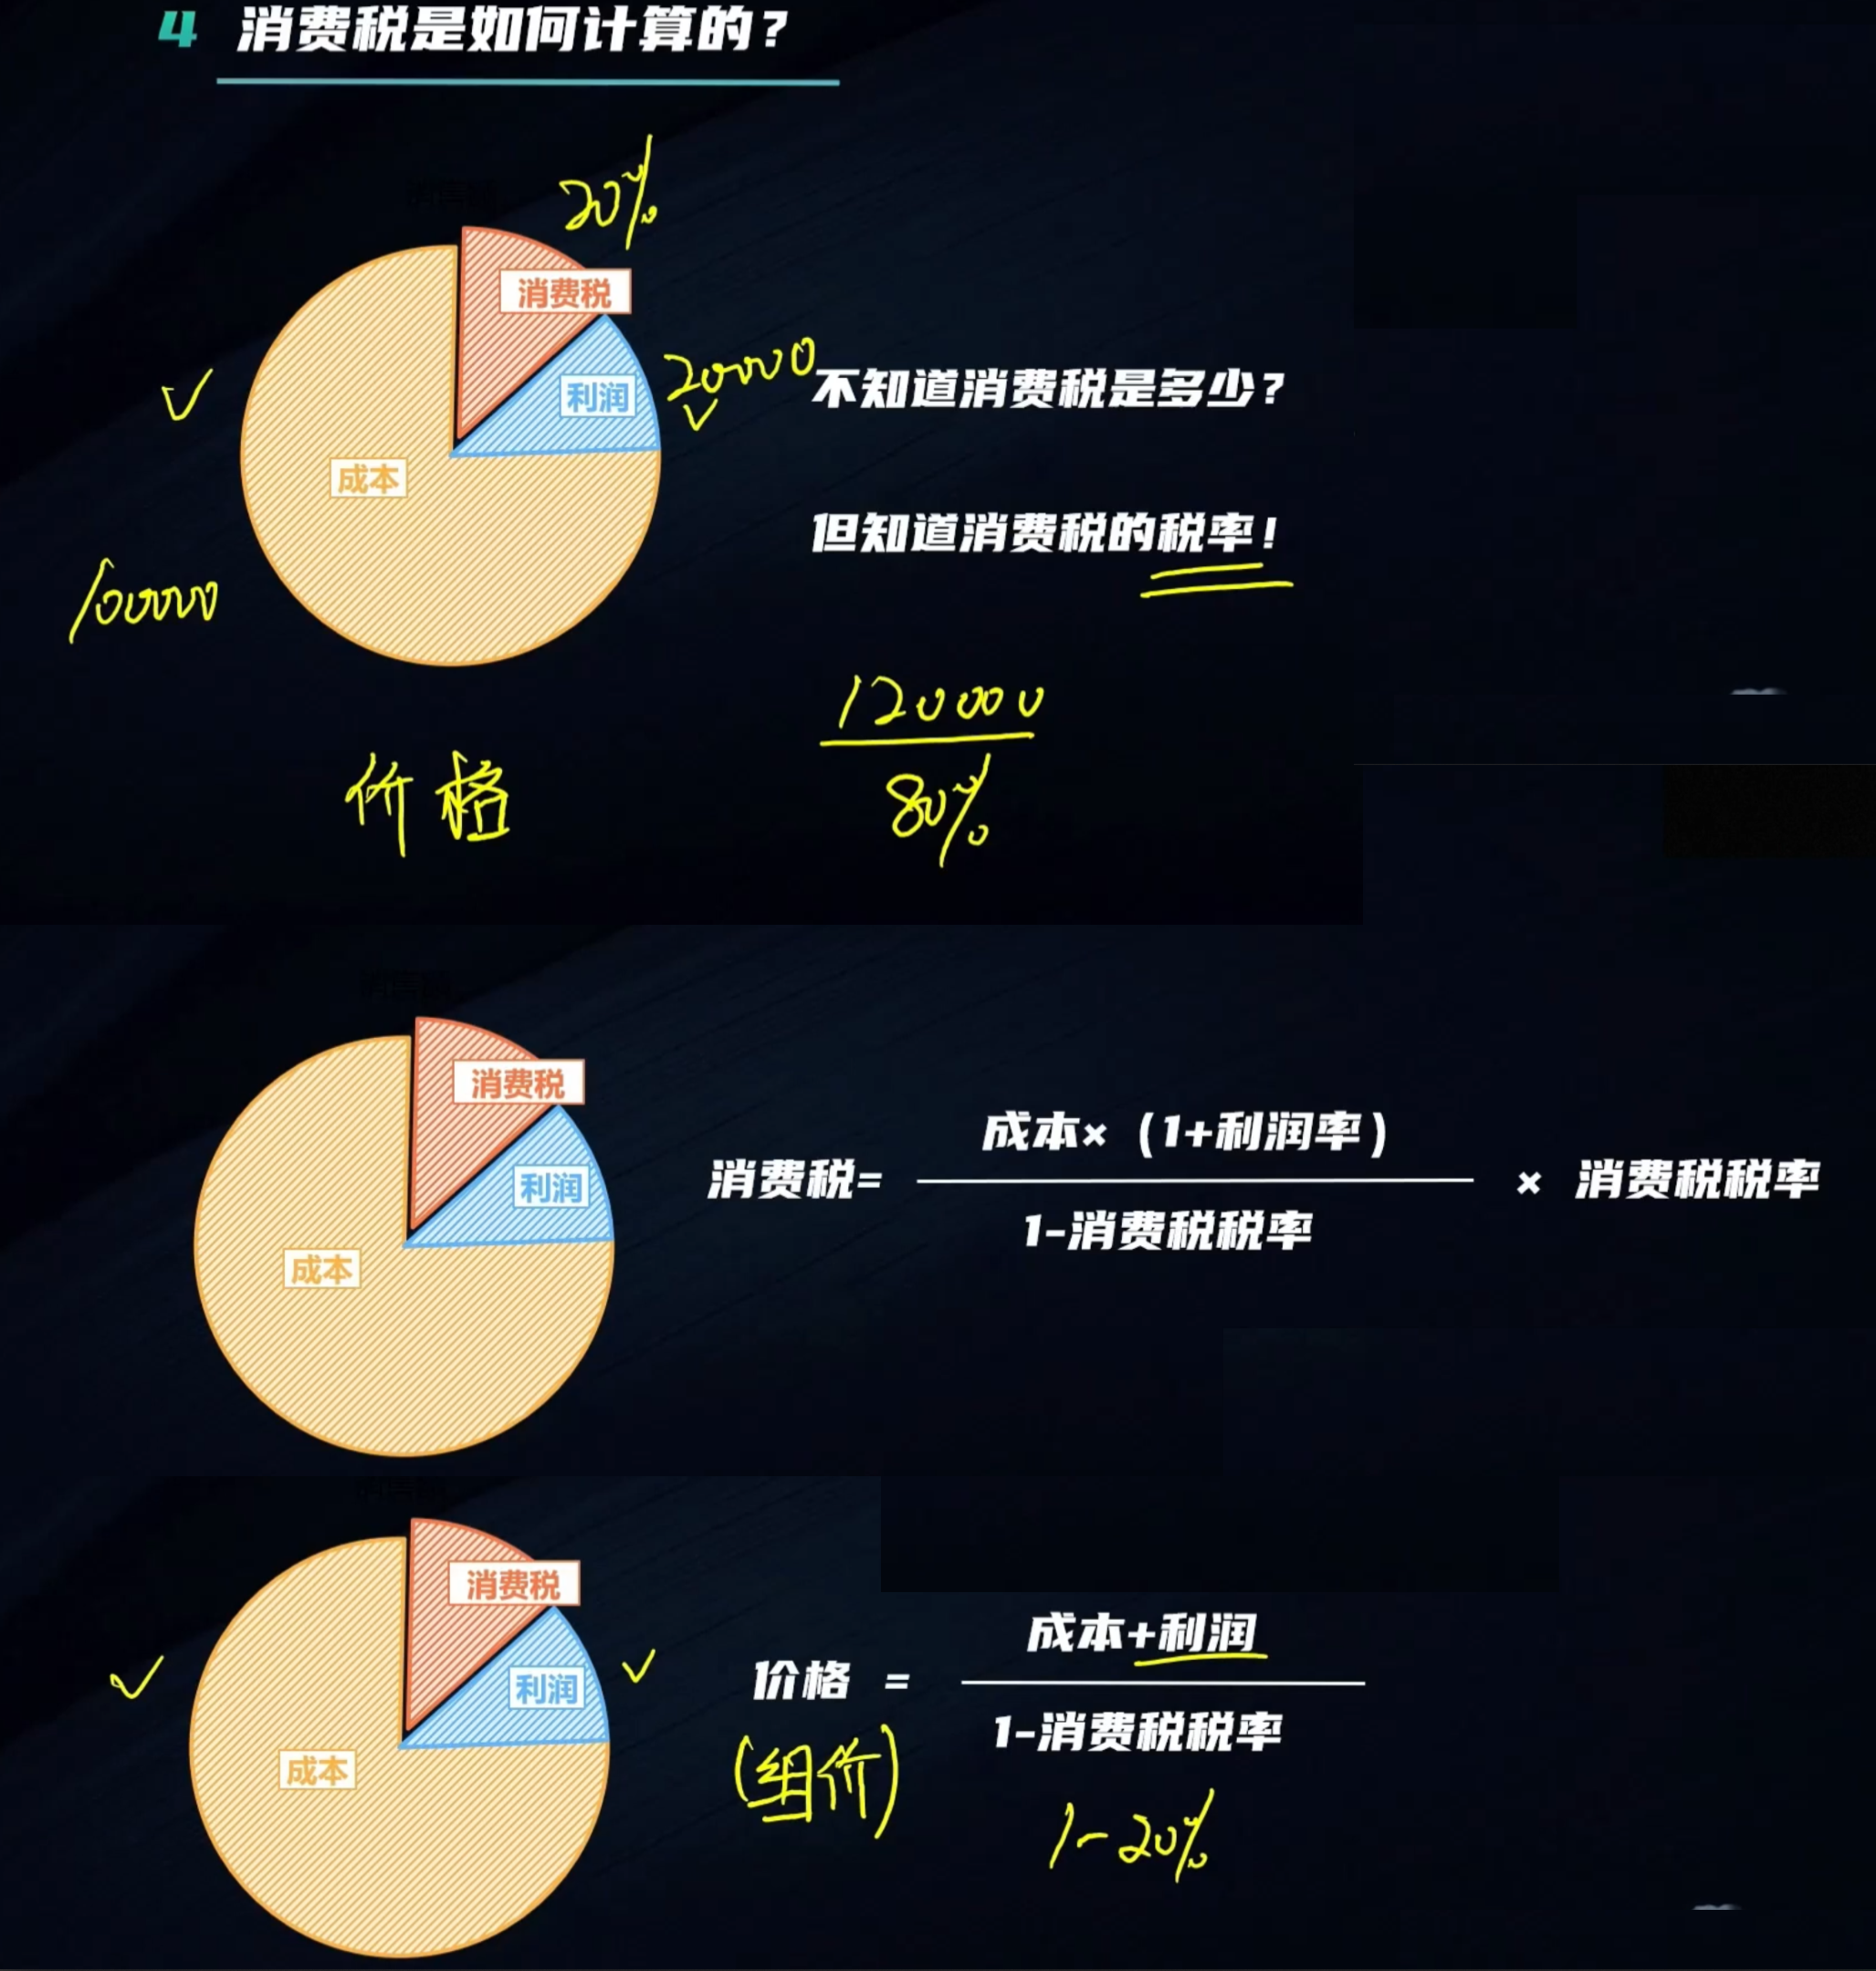 4 消费税是如何计算的?
20%
消费税
20000
不知道消费税是多少?
利润
成本
但知道消费税的税率!
100000
120000
80%
价格
消费税
利润
成本
消费税=
成本×（1+利润率）
1-消费税税率
× 消费税税率
消费税
利润
成本
价格 =
成本+利润
1-消费税税率
(组价)
1-20%